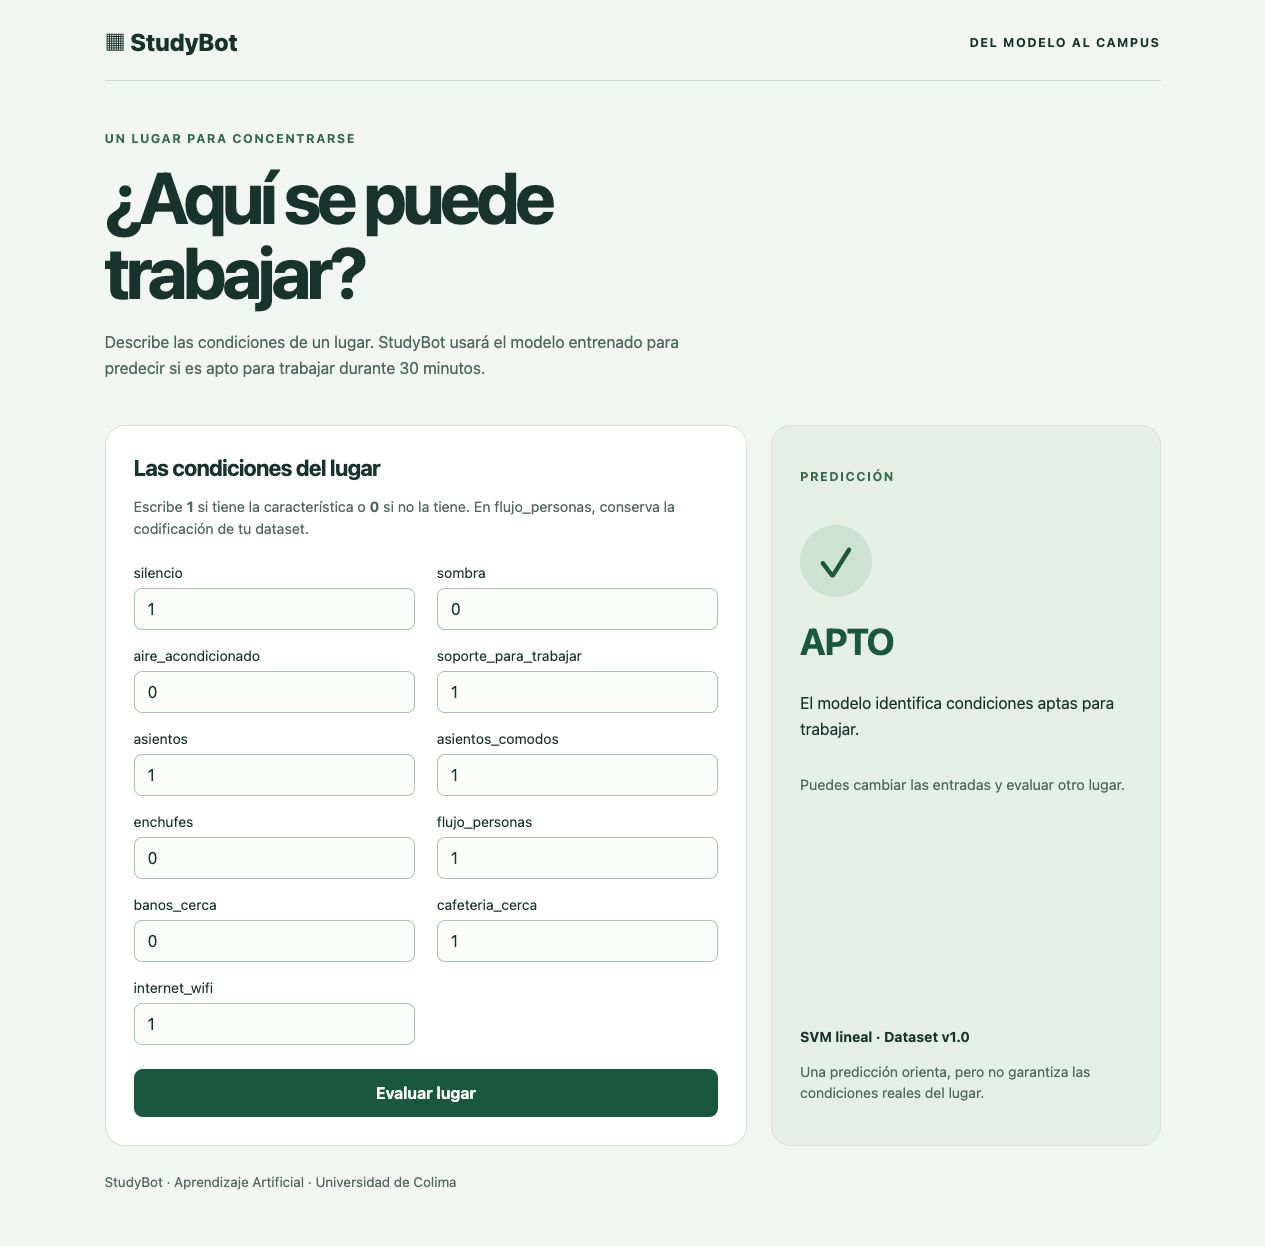 StudyBot
DEL MODELO AL CAMPUS
UN LUGAR PARA CONCENTRARSE
¿Aquí se puede
trabajar?
Describe las condiciones de un lugar. StudyBot usará el modelo entrenado para
predecir si es apto para trabajar durante 30 minutos.
Las condiciones del lugar
Escribe 1 si tiene la característica o 0 si no la tiene. En flujo_personas, conserva la
codificación de tu dataset.
silencio
1
sombra
0
aire_acondicionado
0
soporte_para_trabajar
1
asientos
1
asientos_comodos
1
enchufes
0
flujo_personas
1
banos_cerca
0
cafeteria_cerca
1
internet_wifi
1
Evaluar lugar
PREDICCIÓN
APTO
El modelo identifica condiciones aptas para
trabajar.
Puedes cambiar las entradas y evaluar otro lugar.
SVM lineal · Dataset v1.0
Una predicción orienta, pero no garantiza las
condiciones reales del lugar.
StudyBot · Aprendizaje Artificial · Universidad de Colima